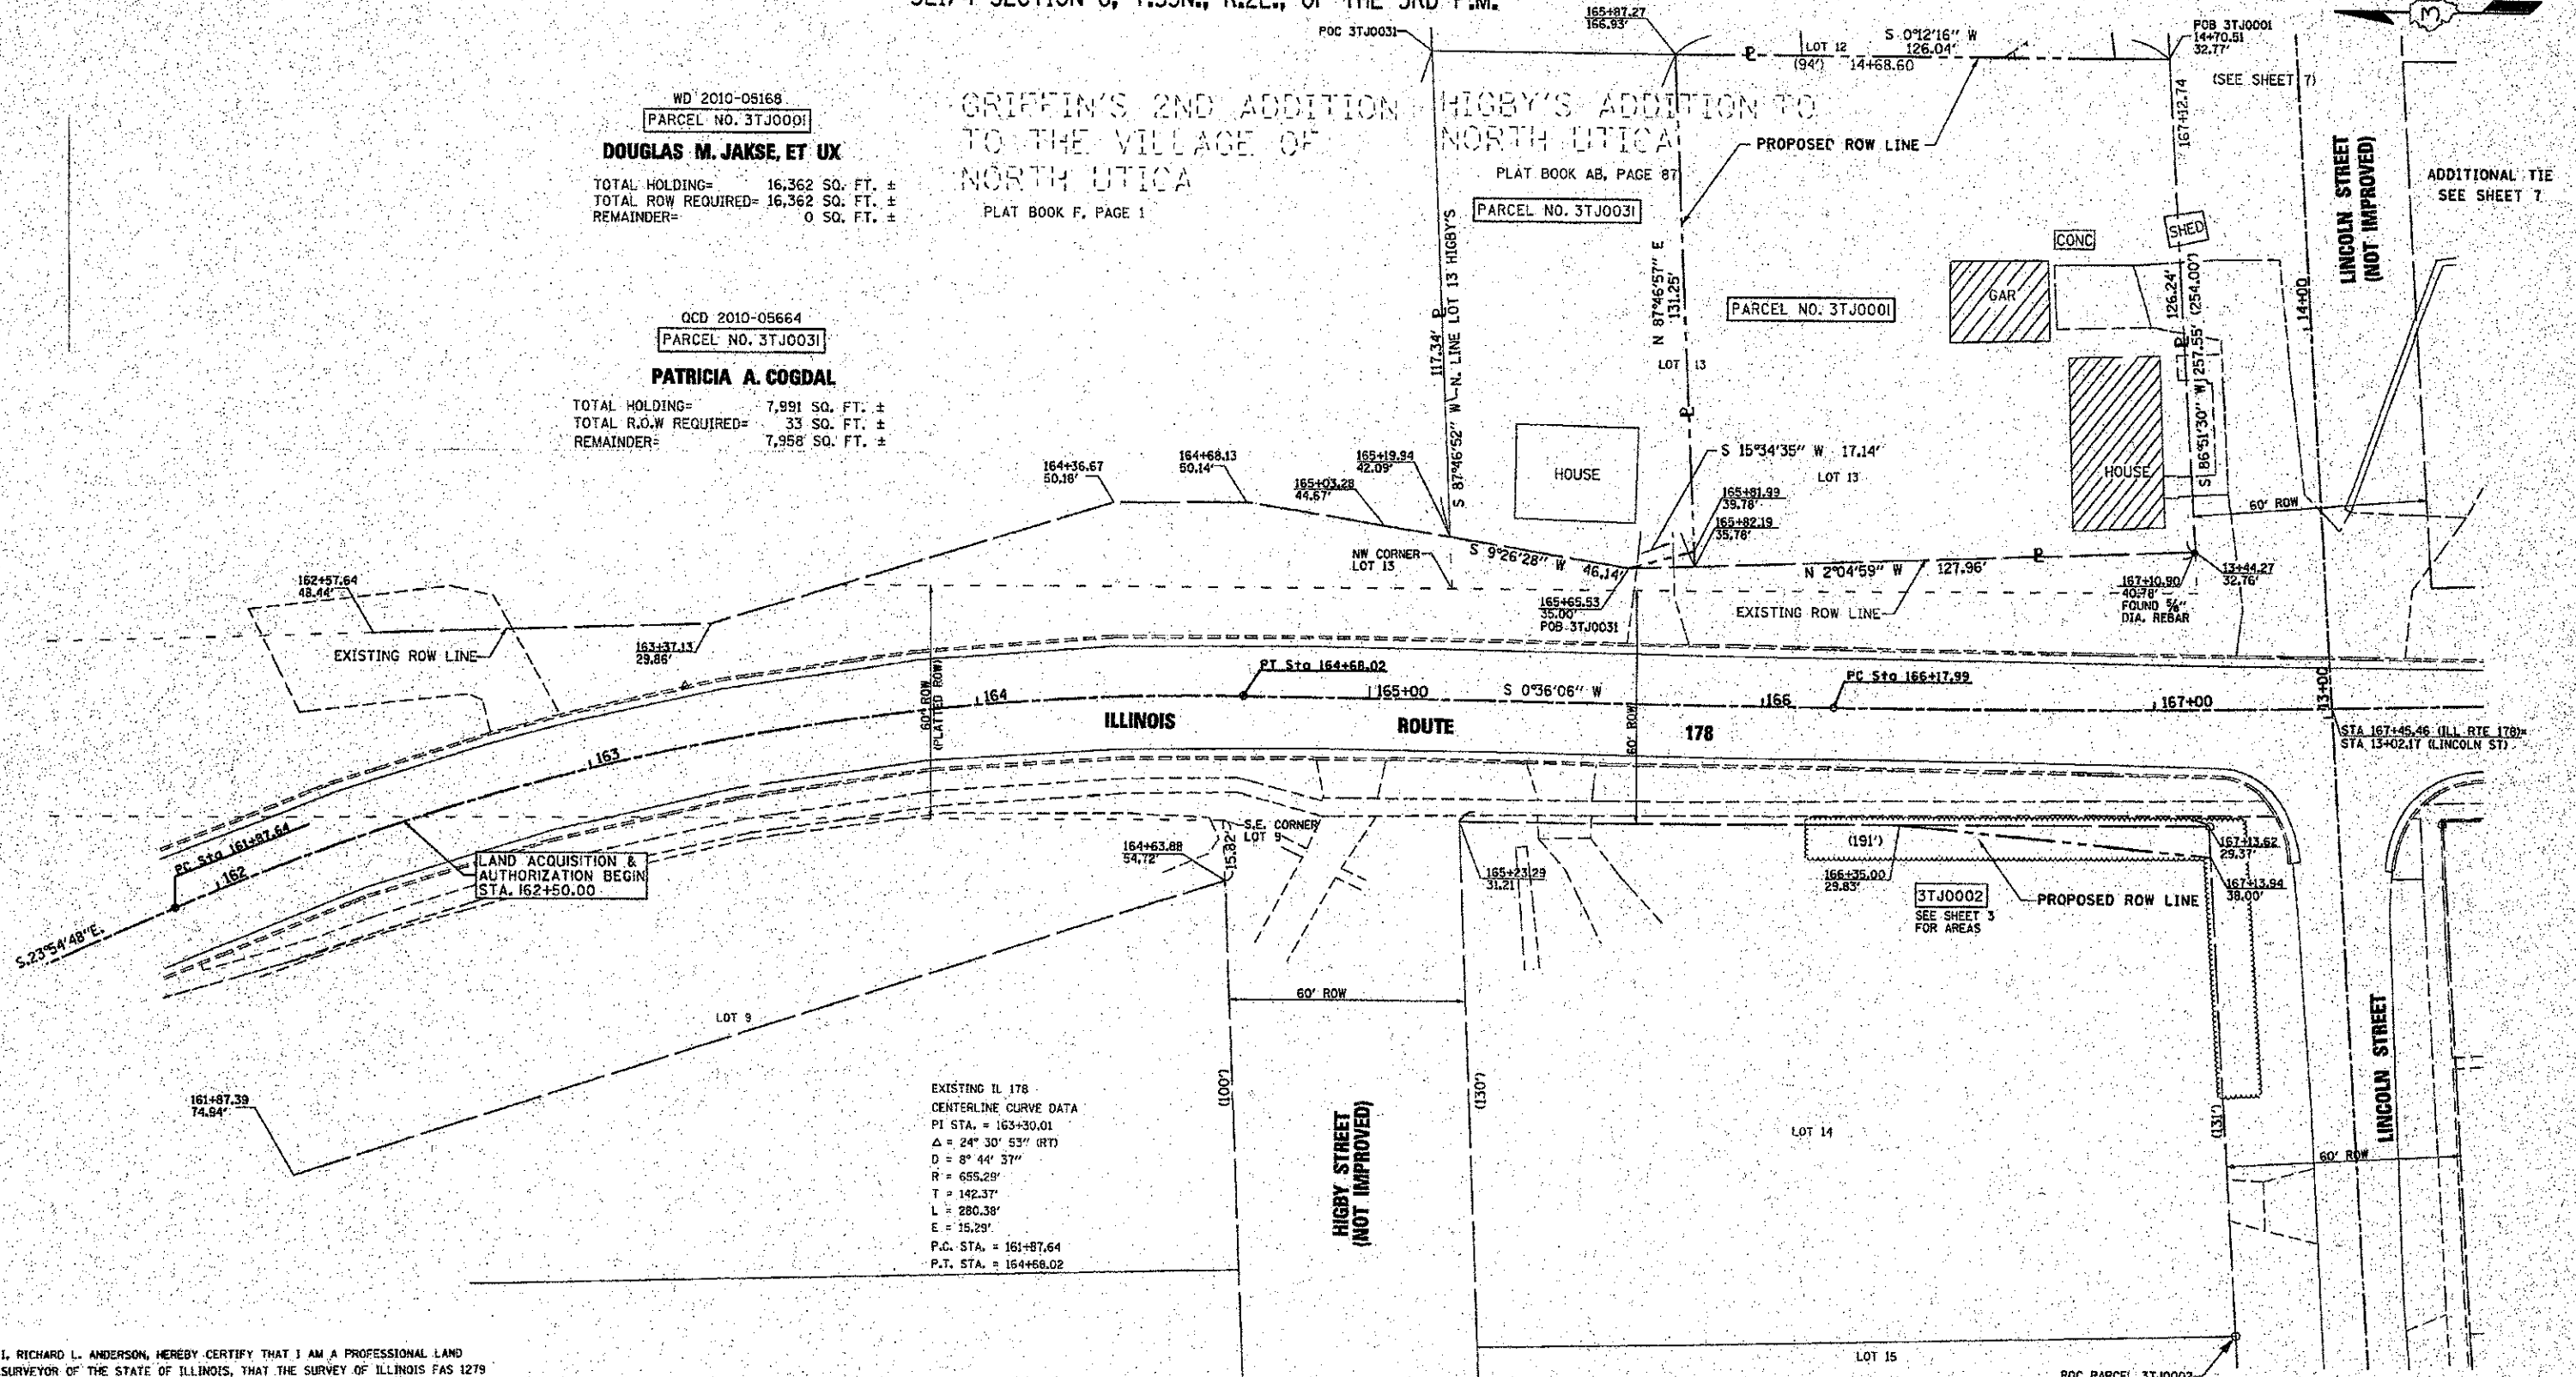 POC 3TJ0031
165+87.27
166.93'
LOT 12
S 0°12'16" W
126.04'
(94') 14+68.60
POB 3TJ0001
14+70.51
32.77'
(SEE SHEET 7)
3
WD 2010-05168
PARCEL NO. 3TJ0001
DOUGLAS M. JAKSE, ET UX
TOTAL HOLDING= 16,362 SQ. FT. ±
TOTAL ROW REQUIRED= 16,362 SQ. FT. ±
REMAINDER= 0 SQ. FT. ±
GRIFFIN'S 2ND ADDITION
TO THE VILLAGE OF
NORTH UTICA
PLAT BOOK F, PAGE 1
HIGBY'S ADDITION TO
NORTH UTICA
PLAT BOOK AB, PAGE 87
PARCEL NO. 3TJ0031
PROPOSED ROW LINE
167+12.74
LINCOLN STREET
(NOT IMPROVED)
ADDITIONAL TIE
SEE SHEET 7
QCD 2010-05664
PARCEL NO. 3TJ0031
PATRICIA A. COGDAL
TOTAL HOLDING= 7,991 SQ. FT. ±
TOTAL R.O.W REQUIRED= 33 SQ. FT. ±
REMAINDER= 7,958 SQ. FT. ±
117.34'
S 87°46'52" W
N. LINE LOT 13 HIGBY'S
N 87°46'57" E
131.25'
PARCEL NO. 3TJ0001
LOT 13
CONC
SHED
GAR
HOUSE
126.24'
S 86°51'30" W 257.55' (254.00')
14+00
60' ROW
HOUSE
S 15°34'35" W 17.14'
LOT 13
165+81.99
39.78'
165+82.19
35.78'
164+36.67
50.16'
164+68.13
50.14'
165+03.28
44.67'
165+19.94
42.09'
NW CORNER
LOT 13
S 9°26'28" W 46.14'
165+65.53
35.00'
POB 3TJ0031
N 2°04'59" W 127.96'
EXISTING ROW LINE
167+10.90
40.78'
FOUND 5/8"
DIA. REBAR
13+44.27
32.76'
162+57.64
48.44'
EXISTING ROW LINE
163+37.13
29.86'
60' ROW
(PLATTED ROW)
PT Sta 164+68.02
165+00
S 0°36'06" W
PC Sta 166+17.99
164
166
167+00
13+00
ILLINOIS ROUTE 178
60' ROW
STA 167+45.46 (ILL RTE 178)=
STA 13+02.17 (LINCOLN ST)
163
PC Sta 161+87.64
162
S.23°54'48"E.
LAND ACQUISITION &
AUTHORIZATION BEGIN
STA. 162+50.00
164+63.88
54.72'
15.82'
S.E. CORNER
LOT 9
165+23.29
31.21
(191')
166+35.00
29.83'
3TJ0002
SEE SHEET 3
FOR AREAS
PROPOSED ROW LINE
167+13.62
29.37'
167+13.94
38.00'
60' ROW
LOT 9
161+87.39
74.94'
EXISTING IL 178
CENTERLINE CURVE DATA
PI STA. = 163+30.01
Δ = 24° 30' 53" (RT)
D = 8° 44' 37"
R = 655.29'
T = 142.37'
L = 280.38'
E = 15.29'
P.C. STA. = 161+87.64
P.T. STA. = 164+68.02
(100')
HIGBY STREET
(NOT IMPROVED)
(130')
LOT 14
(131')
LINCOLN STREET
60' ROW
LOT 15
I, RICHARD L. ANDERSON, HEREBY CERTIFY THAT I AM A PROFESSIONAL LAND
SURVEYOR OF THE STATE OF ILLINOIS, THAT THE SURVEY OF ILLINOIS FAS 1279